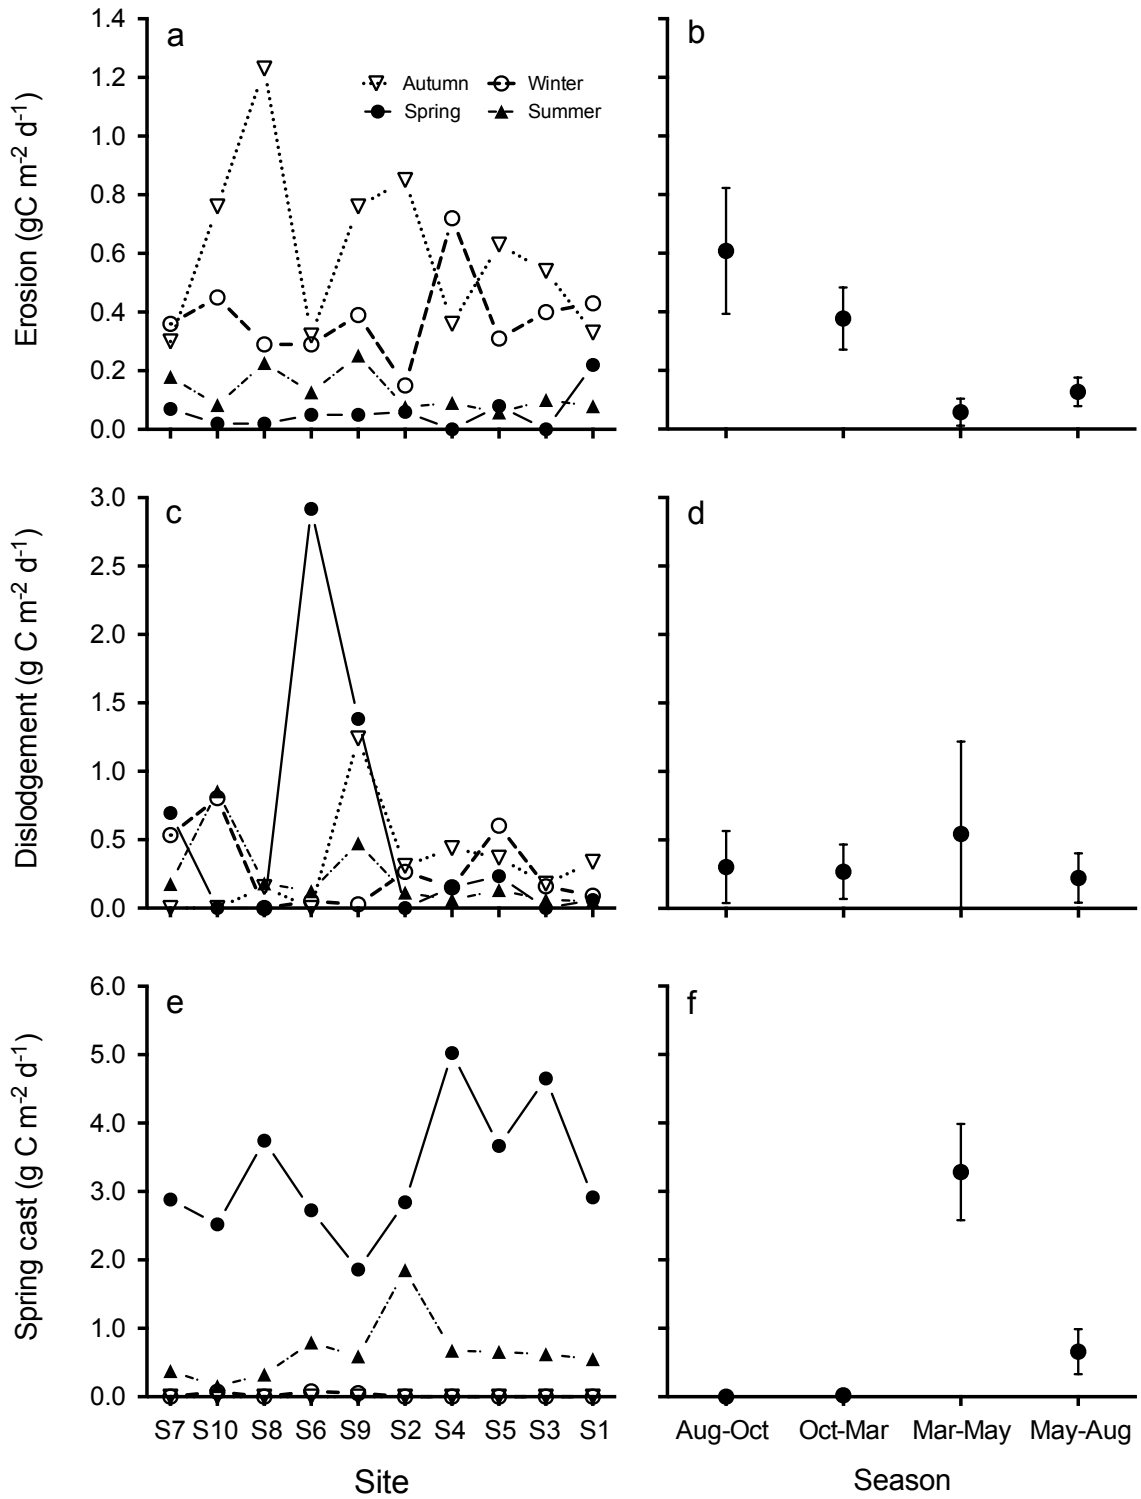 a
b
Autumn
Winter
Spring
Summer
Erosion (gC m-2 d-1)
1.4
1.2
1.0
0.8
0.6
0.4
0.2
0.0
c
d
Dislodgement (g C m-2 d-1)
3.0
2.5
2.0
1.5
1.0
0.5
0.0
e
f
Spring cast (g C m-2 d-1)
6.0
5.0
4.0
3.0
2.0
1.0
0.0
S7 S10 S8 S6 S9 S2 S4 S5 S3 S1
Site
Aug-Oct Oct-Mar Mar-May May-Aug
Season